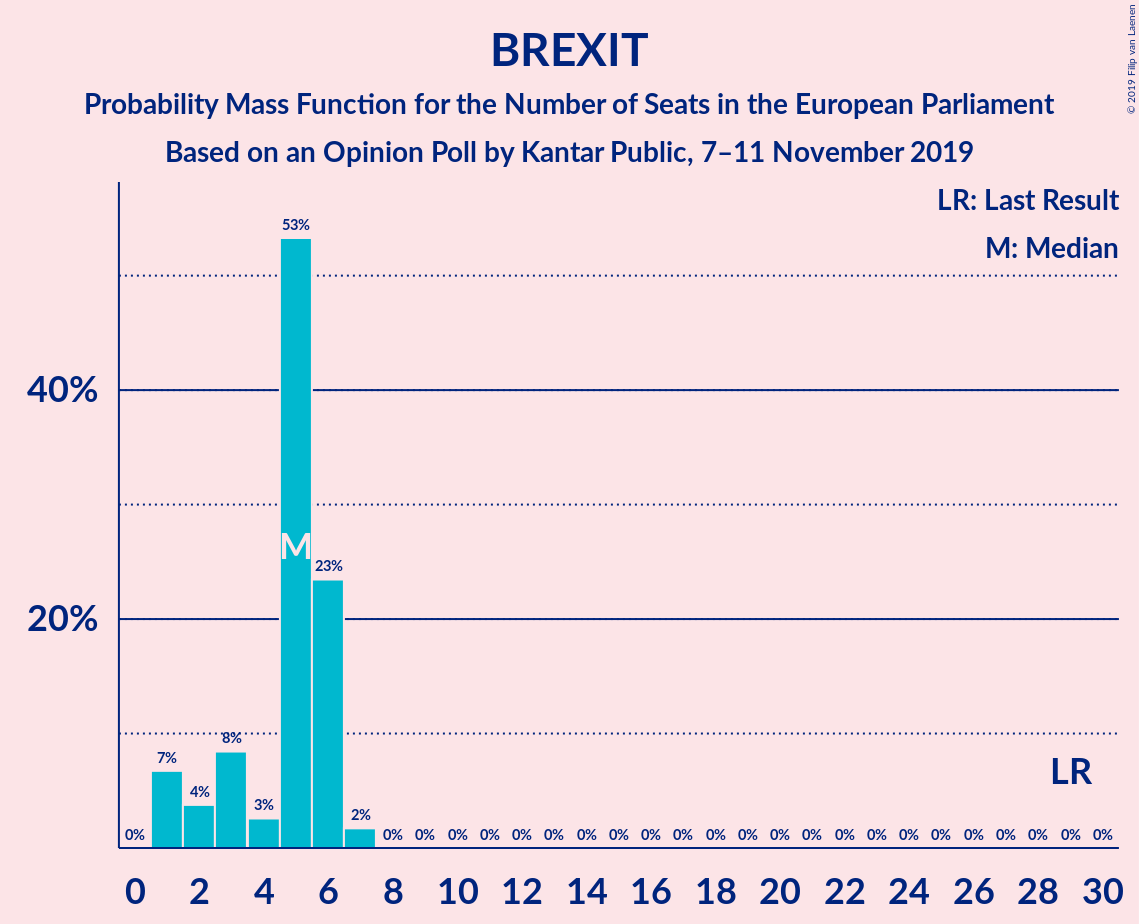 BREXIT
Probability Mass Function for the Number of Seats in the European Parliament
Based on an Opinion Poll by Kantar Public, 7–11 November 2019
© 2019 Filip van Laenen
LR: Last Result
M: Median
53%
40%
M
23%
20%
8%
7%
LR
4%
3%
2%
0% 0% 0% 0% 0% 0% 0% 0% 0% 0% 0% 0% 0% 0% 0% 0% 0% 0% 0% 0% 0% 0% 0% 0%
0 2 4 6 8 10 12 14 16 18 20 22 24 26 28 30